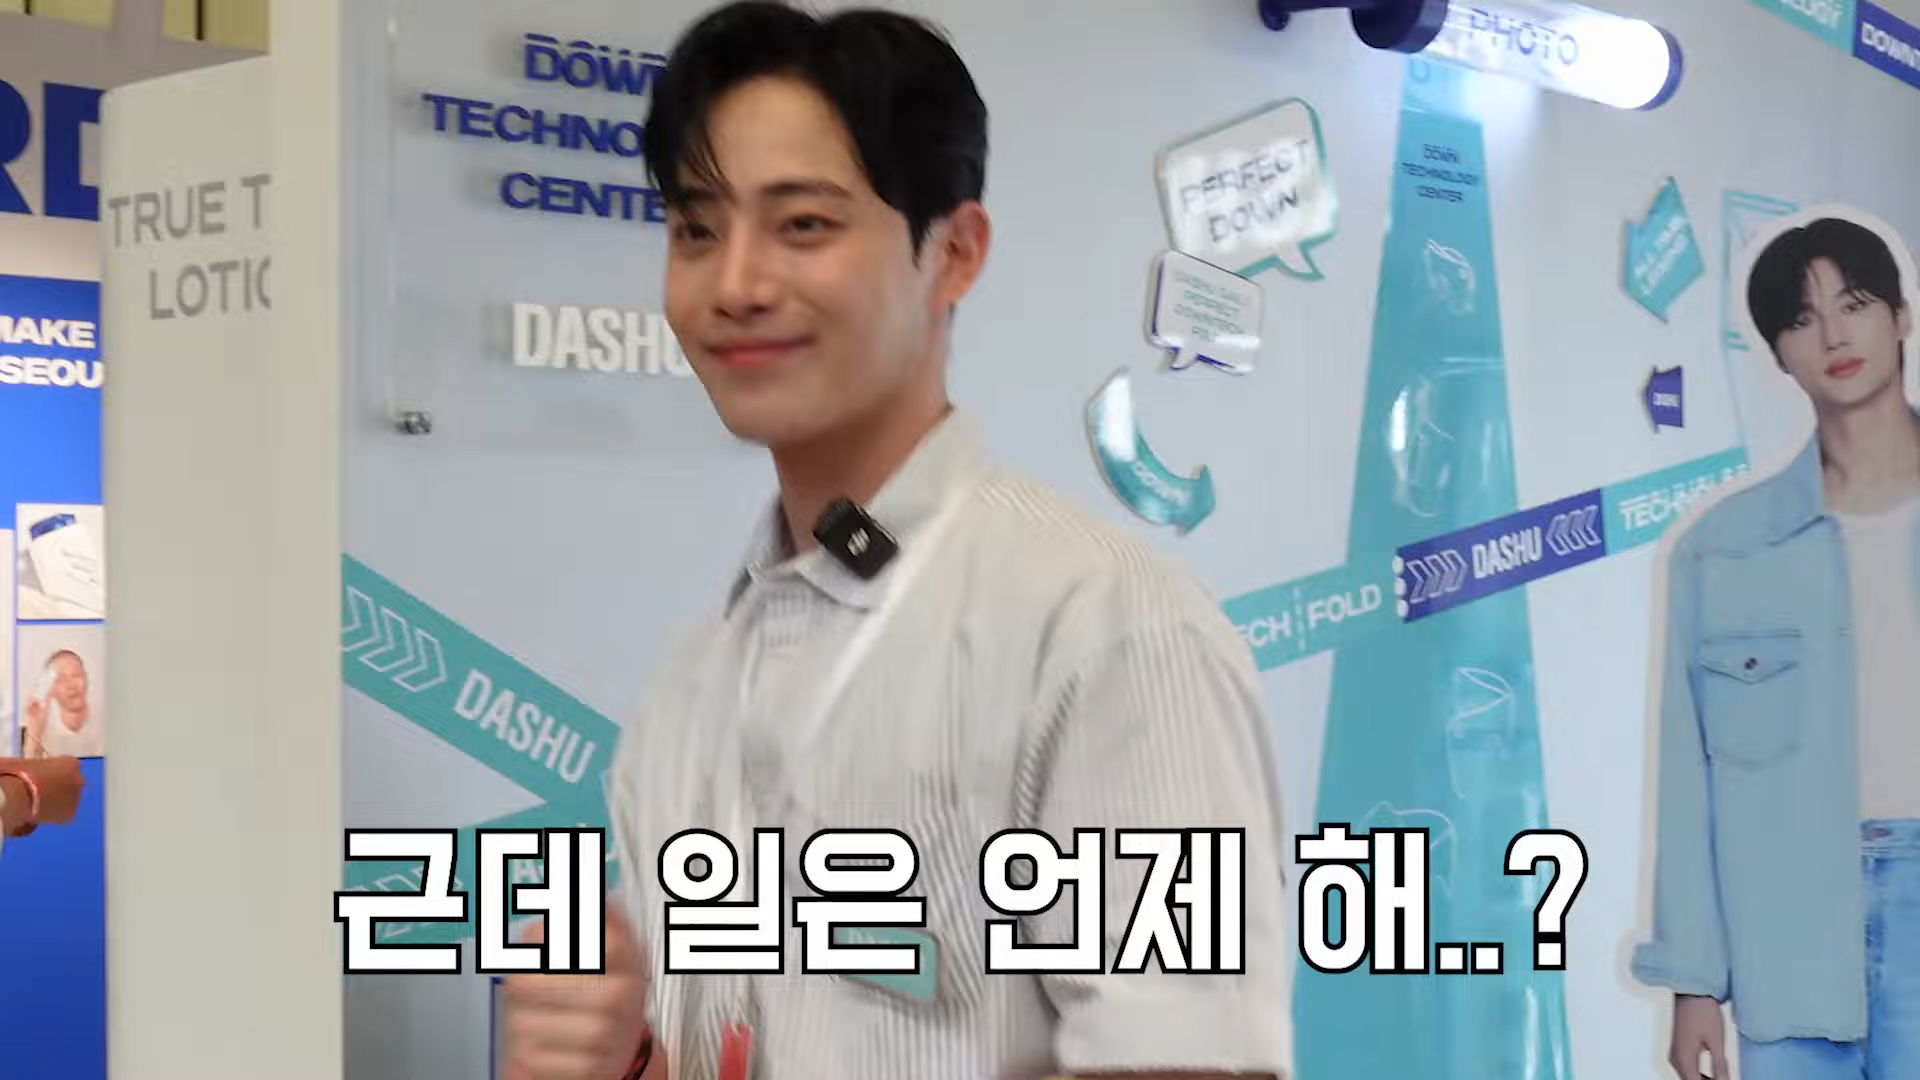 DOWN
TECHNO
CENTE
DASHU
TRUE T
LOTIO
MAKE
SEOU
PHOTO
PERFECT
DOWN
DOWN
TECHNOLOGY
CENTER
DOWN
DASHU
TECH FOLD
DASHU
DASHU
근데 일은 언제 해..?